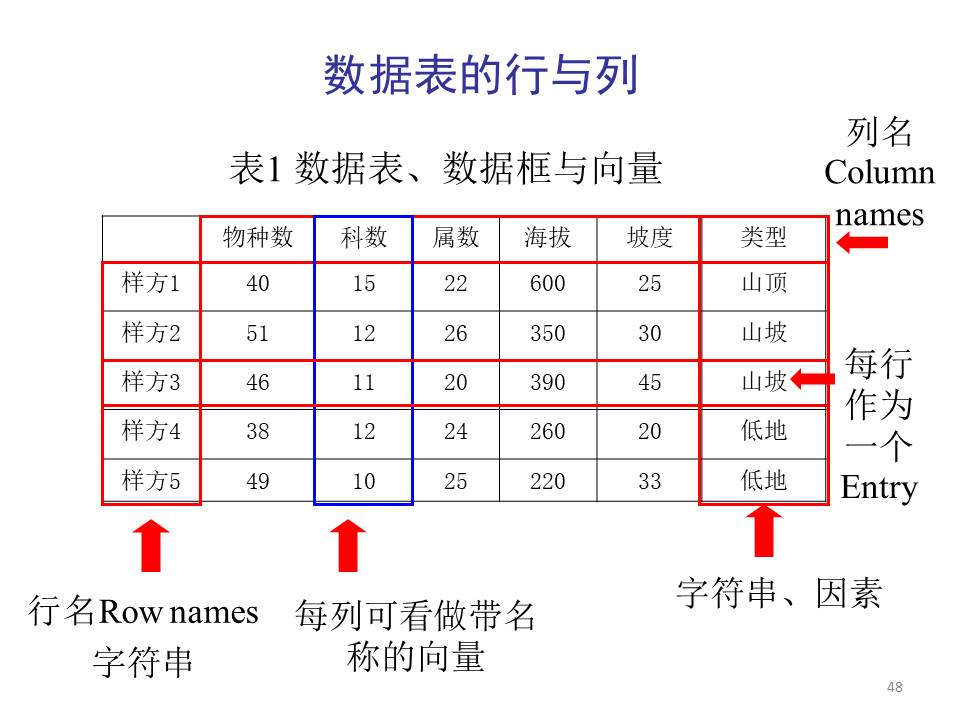 数据表的行与列
表1 数据表、数据框与向量
列名
Column
names
物种数 科数 属数 海拔 坡度 类型
样方1 40 15 22 600 25 山顶
样方2 51 12 26 350 30 山坡
样方3 46 11 20 390 45 山坡
样方4 38 12 24 260 20 低地
样方5 49 10 25 220 33 低地
每行
作为
一个
Entry
行名Row names
字符串
每列可看做带名
称的向量
字符串、因素
48